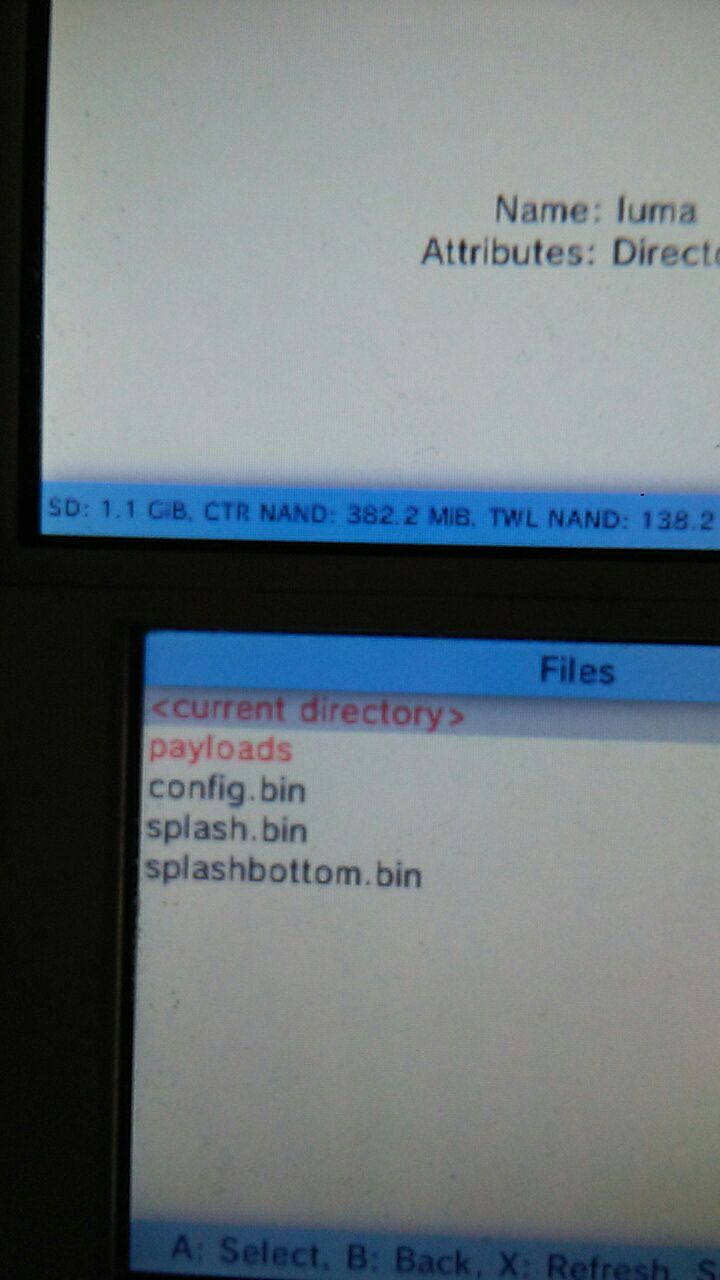 Name: luma
Attributes: Directo
SD: 1.1 GiB, CTR NAND: 382.2 MiB, TWL NAND: 138.2
Files
<current directory>
payloads
config.bin
splash.bin
splashbottom.bin
A: Select, B: Back, X: Refresh, S